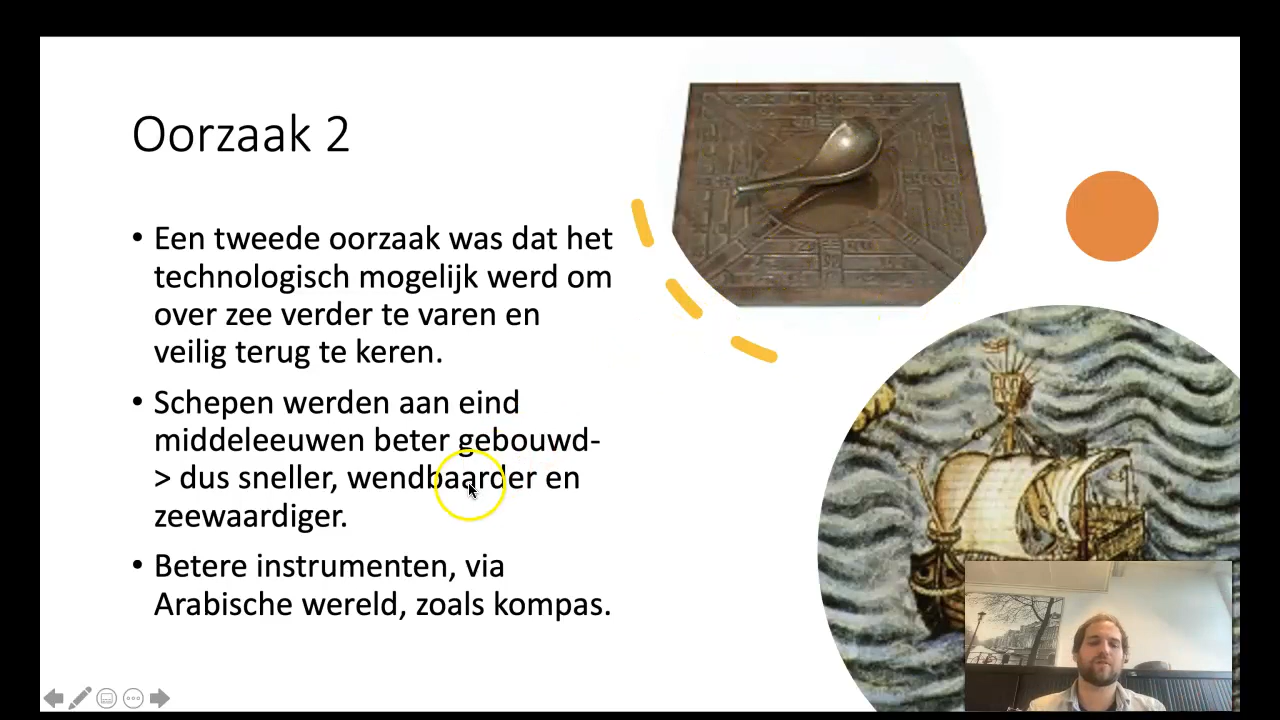 Oorzaak 2
• Een tweede oorzaak was dat het
technologisch mogelijk werd om
over zee verder te varen en
veilig terug te keren.
• Schepen werden aan eind
middeleeuwen beter gebouwd-
> dus sneller, wendbaarder en
zeewaardiger.
• Betere instrumenten, via
Arabische wereld, zoals kompas.